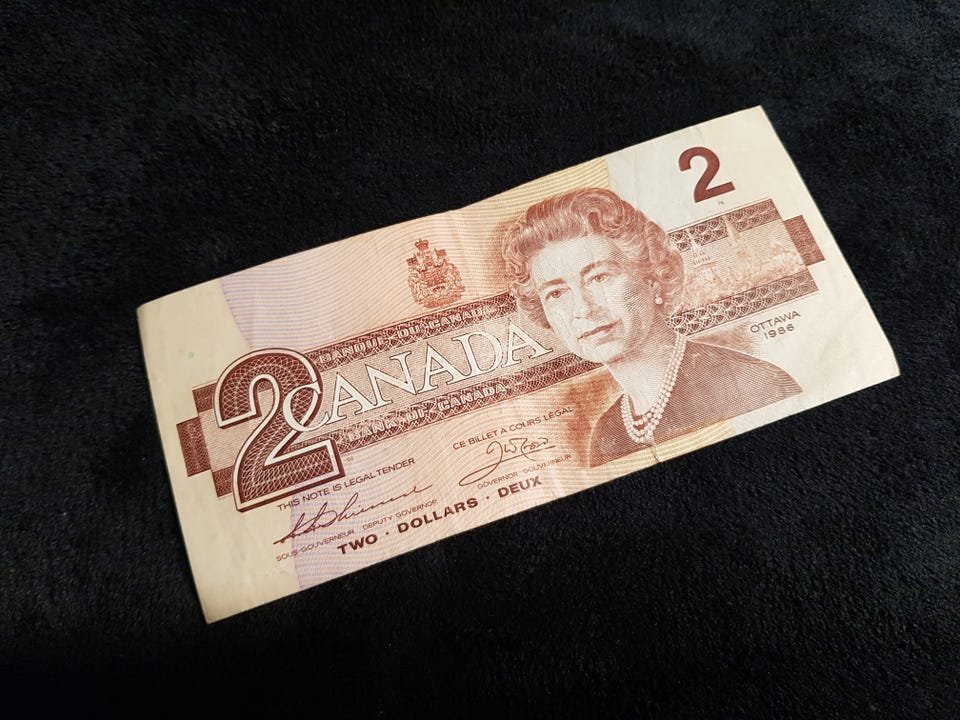 2
BANQUE DU CANADA
2 CANADA
BANK OF CANADA
OTTAWA
1986
THIS NOTE IS LEGAL TENDER
CE BILLET A COURS LÉGAL
SOUS-GOUVERNEUR DEPUTY GOVERNOR
GOVERNOR GOUVERNEUR
TWO · DOLLARS · DEUX